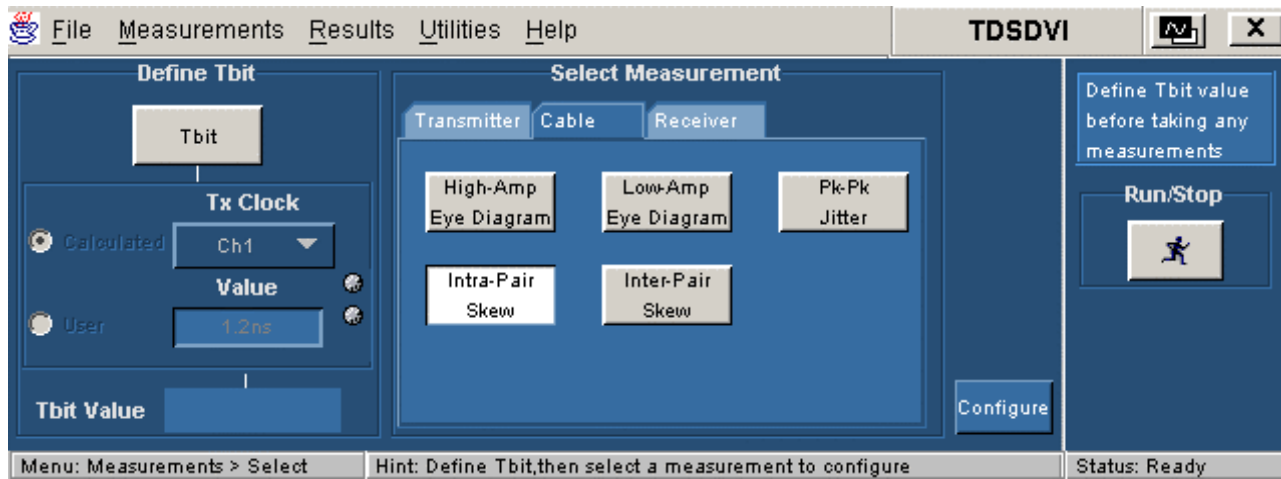 File Measurements Results Utilities Help TDSDVI X
Define Tbit
Tbit
Tx Clock
Calculated Ch1
Value
User 1.2ns
Tbit Value
Select Measurement
Transmitter Cable Receiver
High-Amp
Eye Diagram
Low-Amp
Eye Diagram
Pk-Pk
Jitter
Intra-Pair
Skew
Inter-Pair
Skew
Configure
Define Tbit value
before taking any
measurements
Run/Stop
Menu: Measurements > Select Hint: Define Tbit,then select a measurement to configure Status: Ready